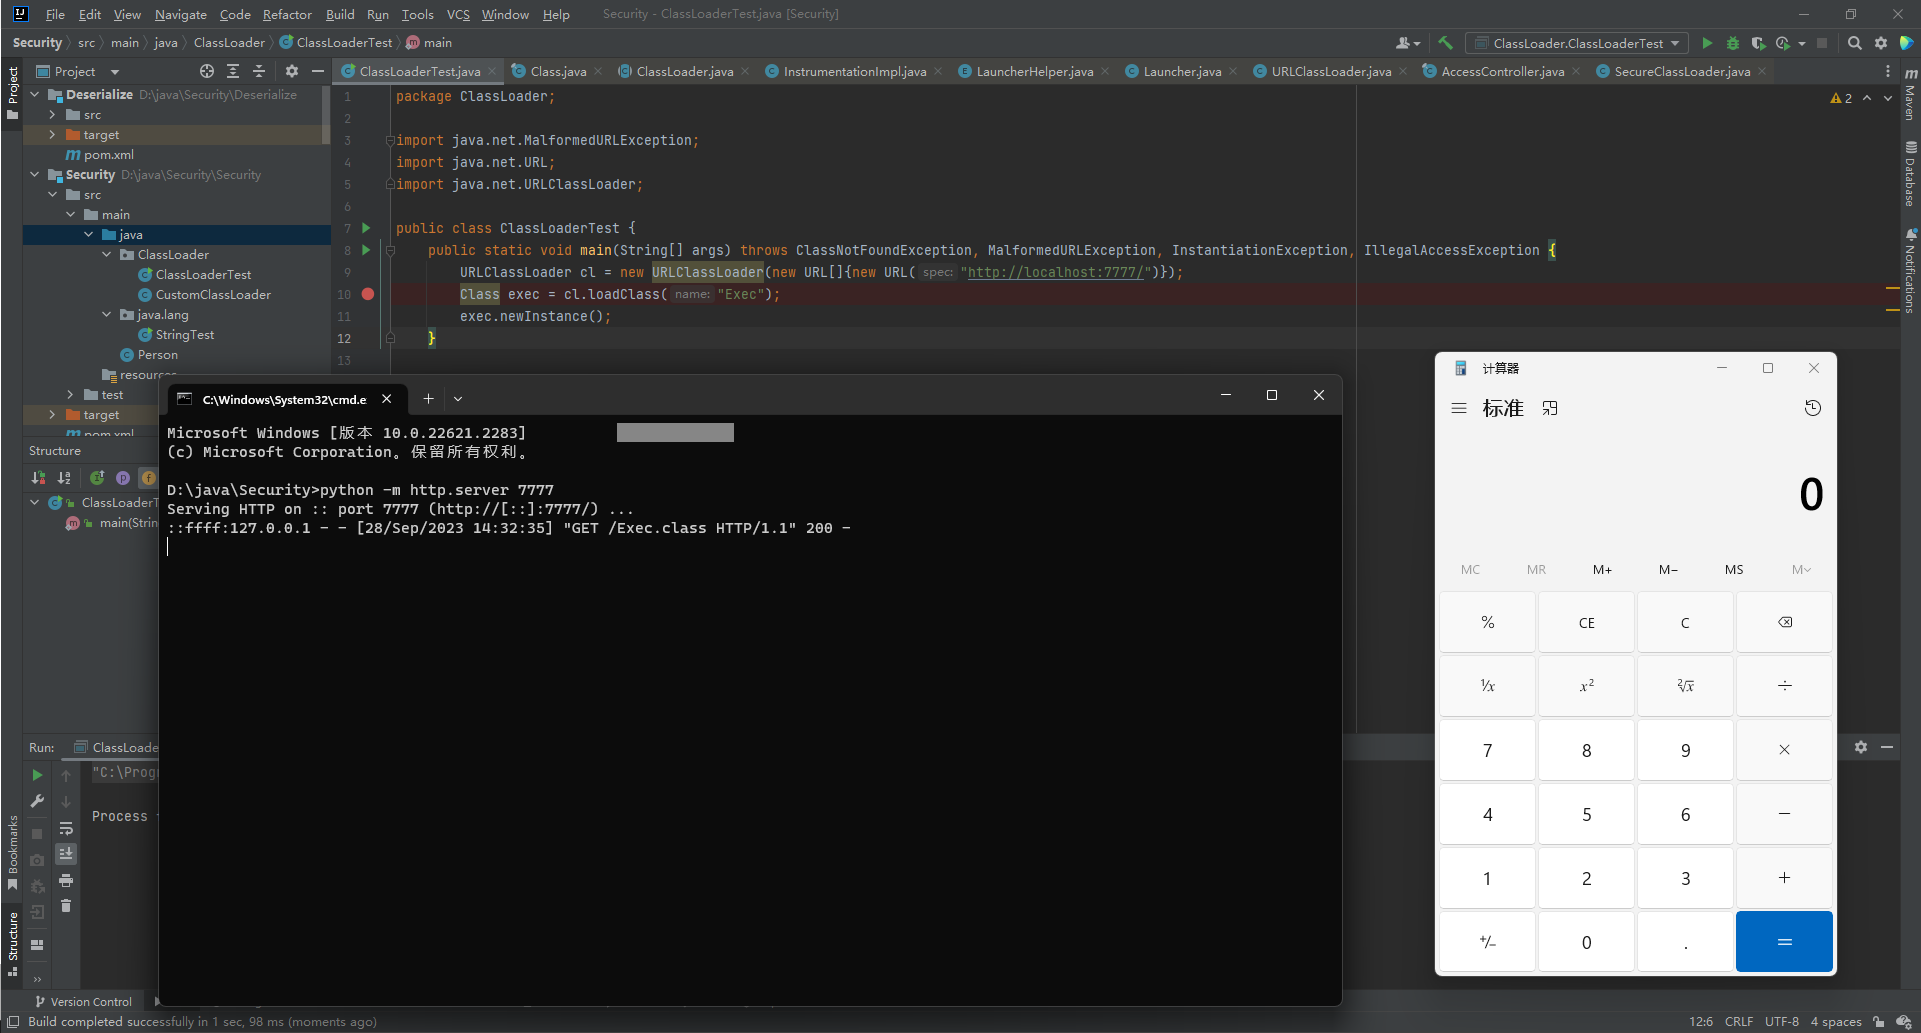 File Edit View Navigate Code Refactor Build Run Tools VCS Window Help Security - ClassLoaderTest.java [Security]
Security src main java ClassLoader ClassLoaderTest main
ClassLoader.ClassLoaderTest
Project
ClassLoaderTest.java Class.java ClassLoader.java InstrumentationImpl.java LauncherHelper.java Launcher.java URLClassLoader.java AccessController.java SecureClassLoader.java
Project
Deserialize D:\java\Security\Deserialize
src
target
pom.xml
Security D:\java\Security\Security
src
main
java
ClassLoader
ClassLoaderTest
CustomClassLoader
java.lang
StringTest
Person
resources
test
target
pom.xml
1 package ClassLoader;
2
3 import java.net.MalformedURLException;
4 import java.net.URL;
5 import java.net.URLClassLoader;
6
7 public class ClassLoaderTest {
8 public static void main(String[] args) throws ClassNotFoundException, MalformedURLException, InstantiationException, IllegalAccessException {
9 URLClassLoader cl = new URLClassLoader(new URL[]{new URL( spec: "http://localhost:7777/")});
10 Class exec = cl.loadClass( name: "Exec");
11 exec.newInstance();
12 }
13
2
Maven
Database
Notifications
Structure
ClassLoaderT
main(Strin
C:\Windows\System32\cmd.e
Microsoft Windows [版本 10.0.22621.2283]
(c) Microsoft Corporation。保留所有权利。
D:\java\Security>python -m http.server 7777
Serving HTTP on :: port 7777 (http://[::]:7777/) ...
::ffff:127.0.0.1 - - [28/Sep/2023 14:32:35] "GET /Exec.class HTTP/1.1" 200 -
计算器
标准
0
MC MR M+ M− MS M
% CE C
¹⁄x x² ²√x ÷
7 8 9 ×
4 5 6 −
1 2 3 +
+/− 0 . =
Run: ClassLoade
"C:\Prog
Process
Bookmarks
Structure
Version Control
Build completed successfully in 1 sec, 98 ms (moments ago)
12:6 CRLF UTF-8 4 spaces